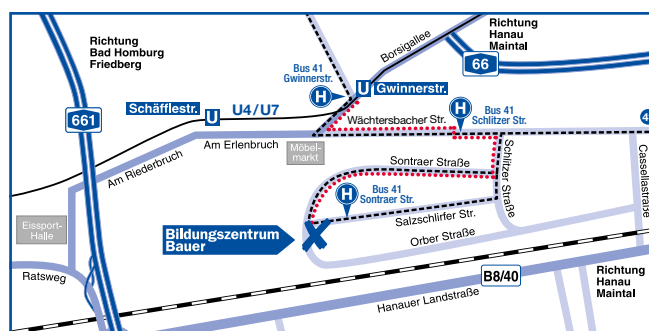 Richtung
Bad Homburg
Friedberg
Borsigallee
Richtung
Hanau
Maintal
66
Bus 41
Gwinnerstr.
H
U
Gwinnerstr.
Schäfflestr.
U
U4/U7
661
H
Bus 41
Schlitzer Str.
Wächtersbacher Str.
4
Am Erlenbruch
Möbel-
markt
Am Riederbruch
Sontraer Straße
Schlitzer Straße
Cassellastraße
H
Bus 41
Sontraer Str.
Salzschlirfer Str.
Eissport-
Halle
Bildungszentrum
Bauer
Orber Straße
Ratsweg
B8/40
Richtung
Hanau
Maintal
Hanauer Landstraße